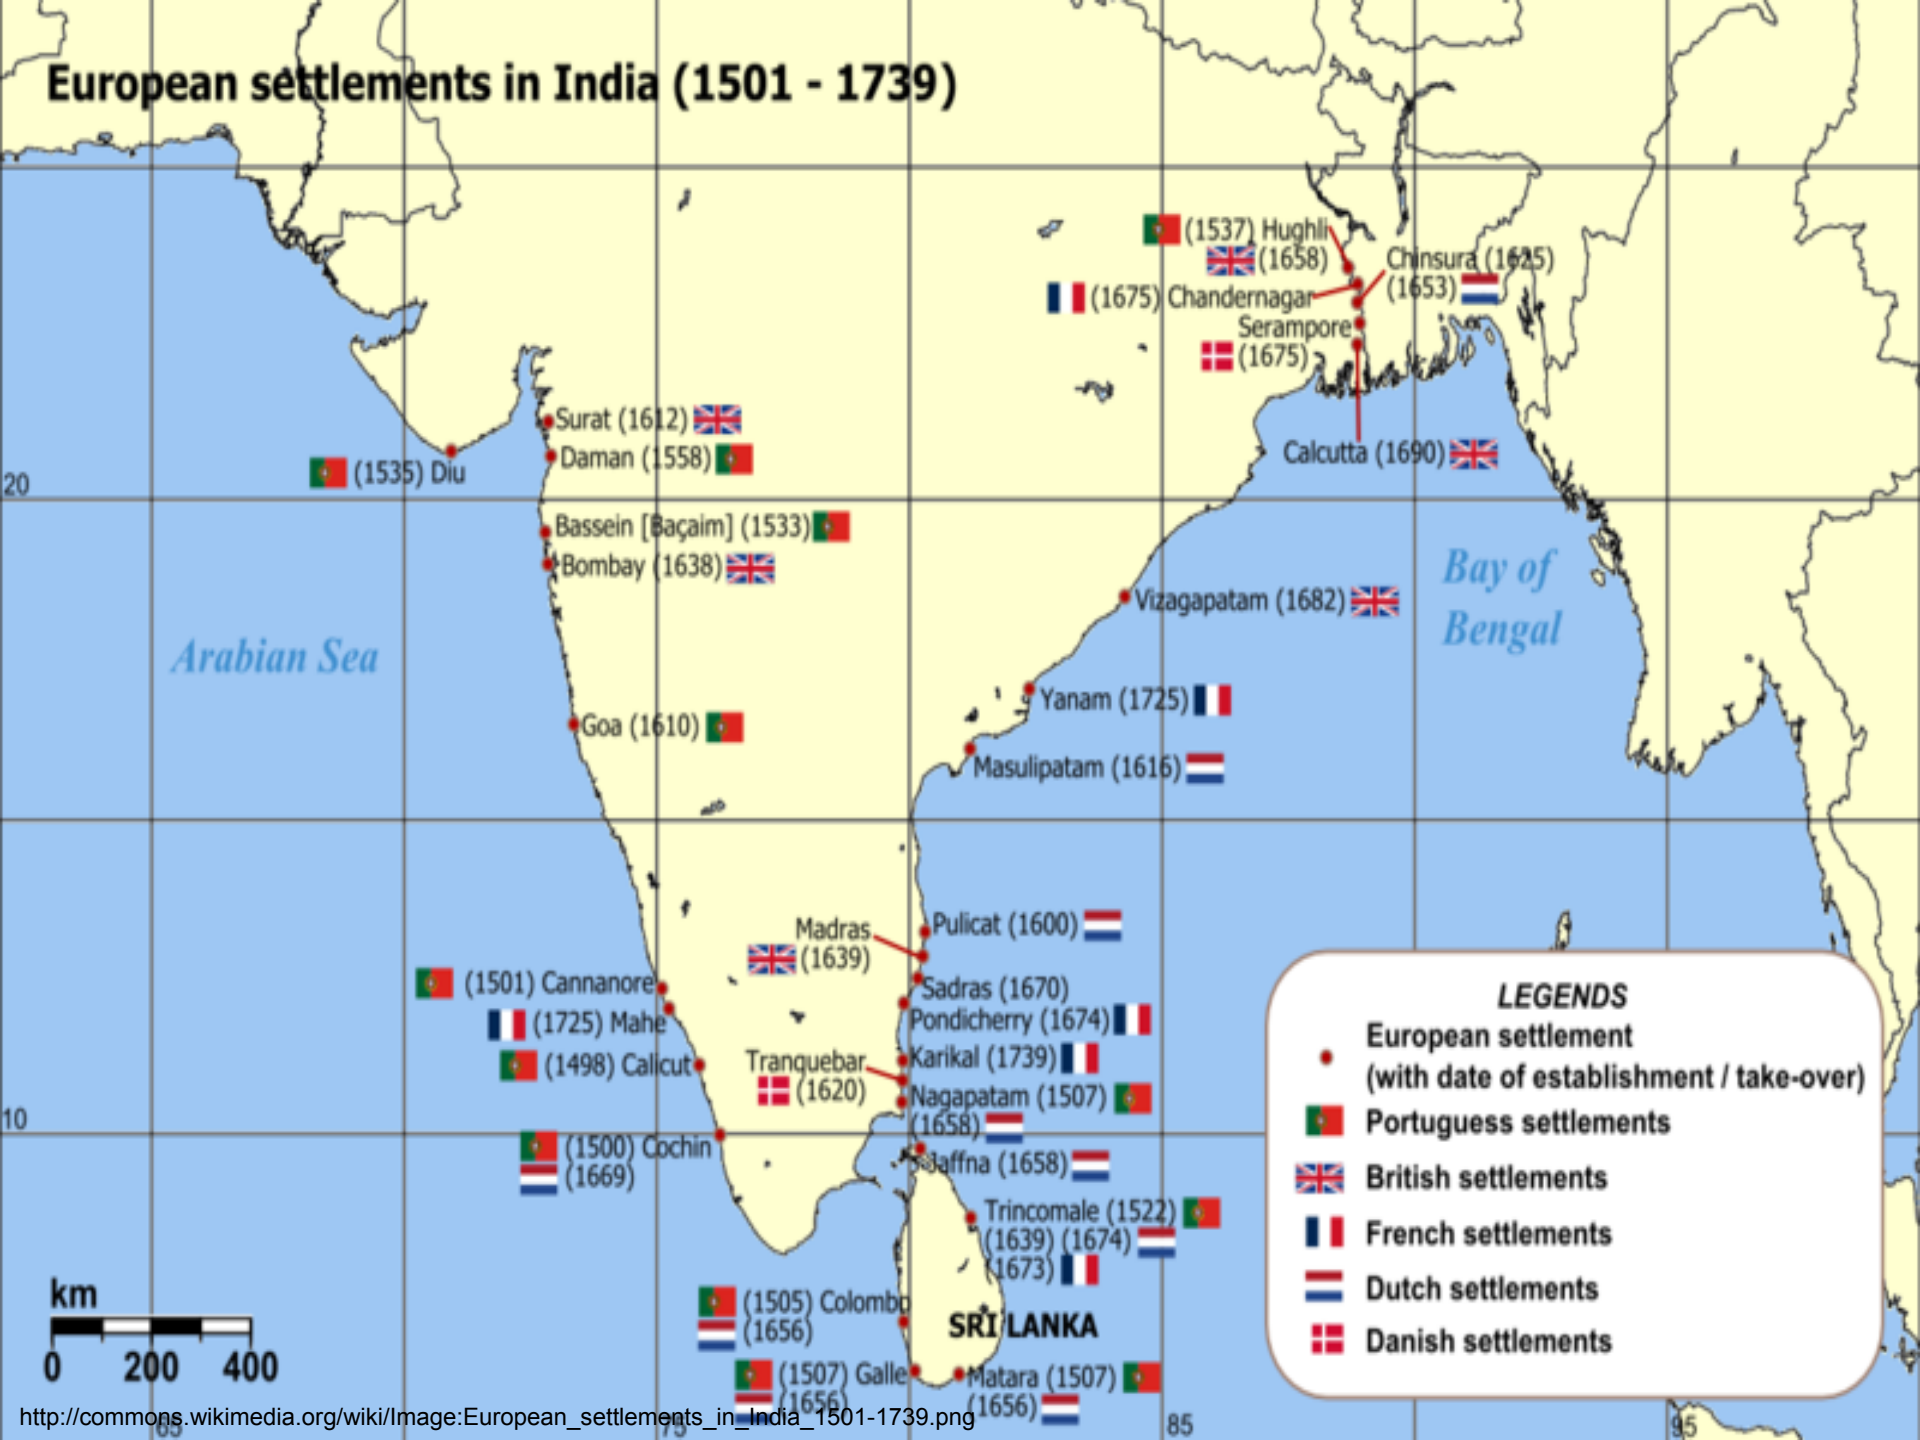 European settlements in India (1501 - 1739)
(1537) Hughli
(1658)
Chinsura (1625)
(1653)
(1675) Chandernagar
Serampore
(1675)
Surat (1612)
Daman (1558)
(1535) Diu
Calcutta (1690)
20
Bassein [Baçaim] (1533)
Bombay (1638)
Bay of
Bengal
Vizagapatam (1682)
Arabian Sea
Yanam (1725)
Goa (1610)
Masulipatam (1616)
Madras
(1639)
Pulicat (1600)
(1501) Cannanore
Sadras (1670)
(1725) Mahe
Pondicherry (1674)
(1498) Calicut
Tranquebar
(1620)
Karikal (1739)
Nagapatam (1507)
(1658)
10
(1500) Cochin
(1669)
Jaffna (1658)
Trincomale (1522)
(1639) (1674)
(1673)
(1505) Colombo
(1656)
SRI LANKA
(1507) Galle
(1656)
Matara (1507)
(1656)
LEGENDS
European settlement
(with date of establishment / take-over)
Portuguess settlements
British settlements
French settlements
Dutch settlements
Danish settlements
km
0 200 400
http://commons.wikimedia.org/wiki/Image:European_settlements_in_India_1501-1739.png
65
75
85
95